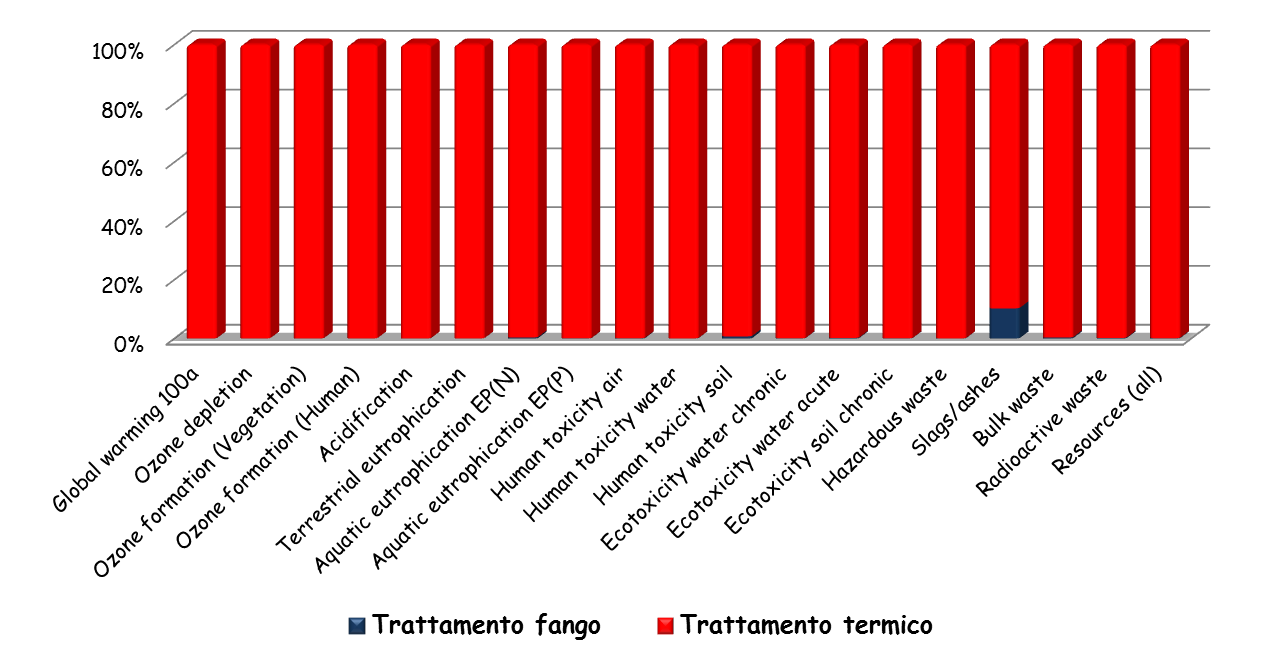 100%
80%
60%
40%
20%
0%
Global warming 100a
Ozone depletion
Ozone formation (Vegetation)
Ozone formation (Human)
Acidification
Terrestrial eutrophication
Aquatic eutrophication EP(N)
Aquatic eutrophication EP(P)
Human toxicity air
Human toxicity water
Human toxicity soil
Ecotoxicity water chronic
Ecotoxicity water acute
Ecotoxicity soil chronic
Hazardous waste
Slags/ashes
Bulk waste
Radioactive waste
Resources (all)
Trattamento fango
Trattamento termico